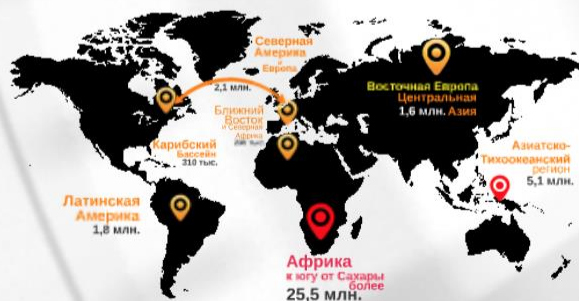 Северная
Америка
и
Европа
2,1 млн.
Восточная Европа
Центральная
1,6 млн. Азия
Ближний
Восток
и Северная
Африка
тыс.
Карибский
Бассейн
310 тыс.
Азиатско-
Тихоокеанский
регион
5,1 млн.
Латинская
Америка
1,8 млн.
Африка
к югу от Сахары
более
25,5 млн.